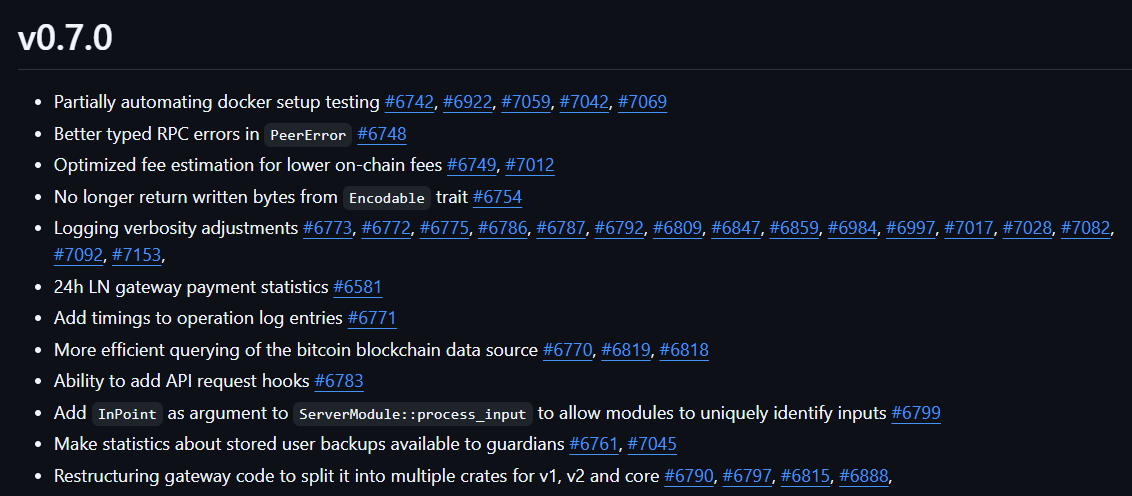 v0.7.0
• Partially automating docker setup testing #6742, #6922, #7059, #7042, #7069
• Better typed RPC errors in PeerError #6748
• Optimized fee estimation for lower on-chain fees #6749, #7012
• No longer return written bytes from Encodable trait #6754
• Logging verbosity adjustments #6773, #6772, #6775, #6786, #6787, #6792, #6809, #6847, #6859, #6984, #6997, #7017, #7028, #7082,
#7092, #7153,
• 24h LN gateway payment statistics #6581
• Add timings to operation log entries #6771
• More efficient querying of the bitcoin blockchain data source #6770, #6819, #6818
• Ability to add API request hooks #6783
• Add InPoint as argument to ServerModule::process_input to allow modules to uniquely identify inputs #6799
• Make statistics about stored user backups available to guardians #6761, #7045
• Restructuring gateway code to split it into multiple crates for v1, v2 and core #6790, #6797, #6815, #6888,